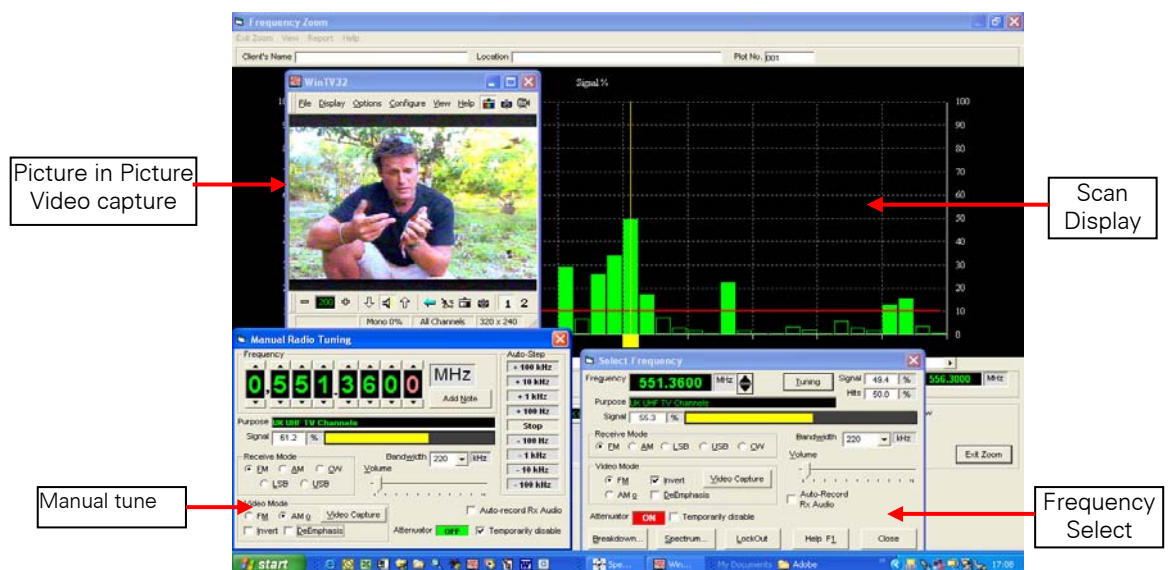 Frequency Zoom
Exit Zoom View Report Help
Client's Name Location Plot No. 001
WinTV32
Signal %
File Display Options Configure View Help
100
90
80
70
60
50
40
30
20
10
0
Picture in Picture
Video capture
Scan
Display
200 1 2
Mono 0% All Channels 320 x 240
Manual Radio Tuning
Frequency
0,551.3600 MHz
Add Note
Auto-Step
+ 100 kHz
+ 10 kHz
+ 1 kHz
+ 100 Hz
Stop
- 100 Hz
- 1 kHz
- 10 kHz
- 100 kHz
Purpose UK UHF TV Channels
Signal 61.2 %
Receive Mode
FM AM CW
LSB USB
Bandwidth 220 kHz
Volume
Video Mode
FM AM o Video Capture
Invert DeEmphasis
Auto-record Rx Audio
Attenuator OFF Temporarily disable
Manual tune
Select Frequency
Frequency 551.3600 MHz Tuning Signal 49.4 %
Hits 50.0 %
Purpose UK UHF TV Channels
Signal 55.3 %
Receive Mode
FM AM LSB USB CW
Bandwidth 220 kHz
Volume
Video Mode
FM Invert Video Capture
AM o DeEmphasis
Auto-Record
Rx Audio
Attenuator ON Temporarily disable
Breakdown... Spectrum... LockOut Help F1 Close
556.3000 MHz
Exit Zoom
Frequency
Select
start Spe... Win... My Documents Adobe 17:08